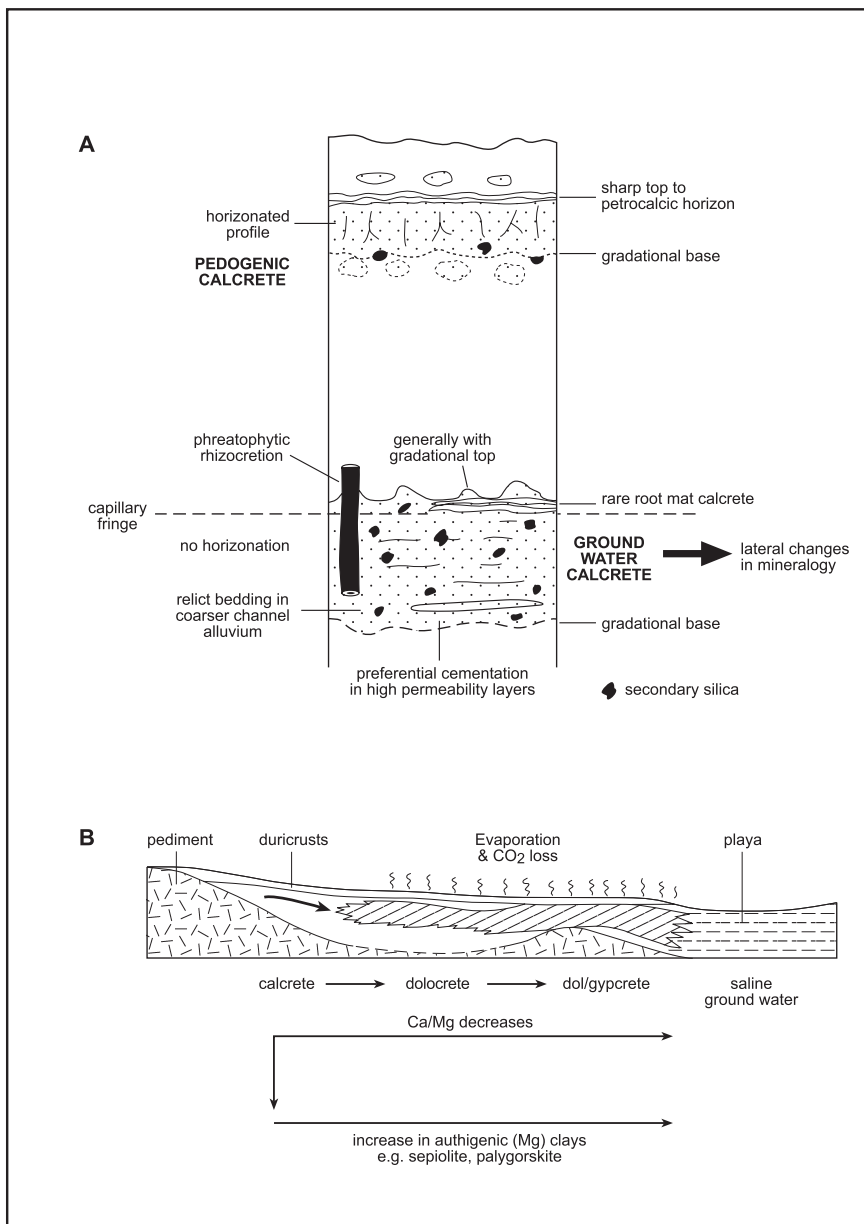 A
sharp top to
petrocalcic horizon
horizonated
profile
gradational base
PEDOGENIC
CALCRETE
phreatophytic
rhizocretion
generally with
gradational top
rare root mat calcrete
capillary
fringe
no horizonation
GROUND
WATER
CALCRETE
lateral changes
in mineralogy
relict bedding in
coarser channel
alluvium
gradational base
preferential cementation
in high permeability layers
secondary silica
B
pediment
duricrusts
Evaporation
& CO2 loss
playa
calcrete
dolocrete
dol/gypcrete
saline
ground water
Ca/Mg decreases
increase in authigenic (Mg) clays
e.g. sepiolite, palygorskite